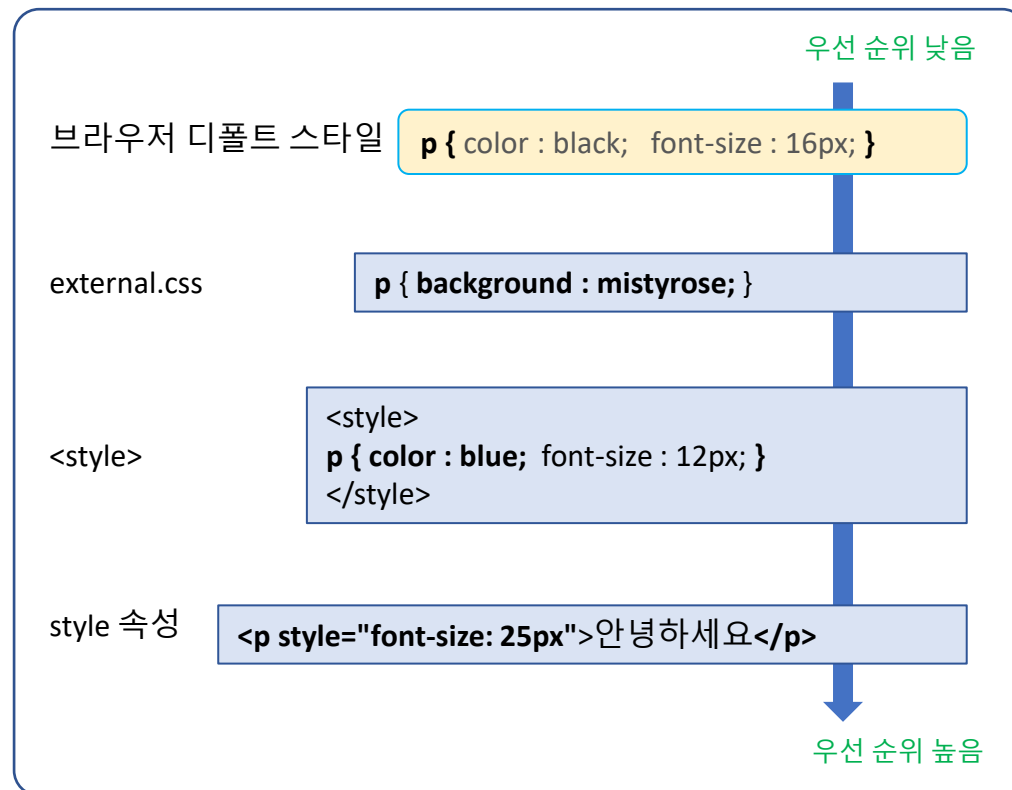 우선 순위 낮음
브라우저 디폴트 스타일
p { color : black;   font-size : 16px; }
external.css
p { background : mistyrose; }
<style>
<style>
p { color : blue;  font-size : 12px; }
</style>
style 속성
<p style="font-size: 25px">안녕하세요</p>
우선 순위 높음